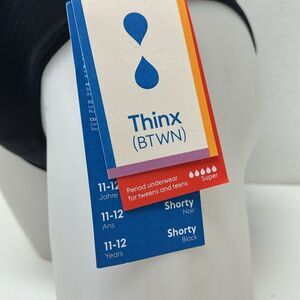 Thinx
(BTWN)
Period underwear
for tweens and teens
Super
11-12
Jahre
11-12
Ans
Shorty
Noir
11-12
Years
Shorty
Black